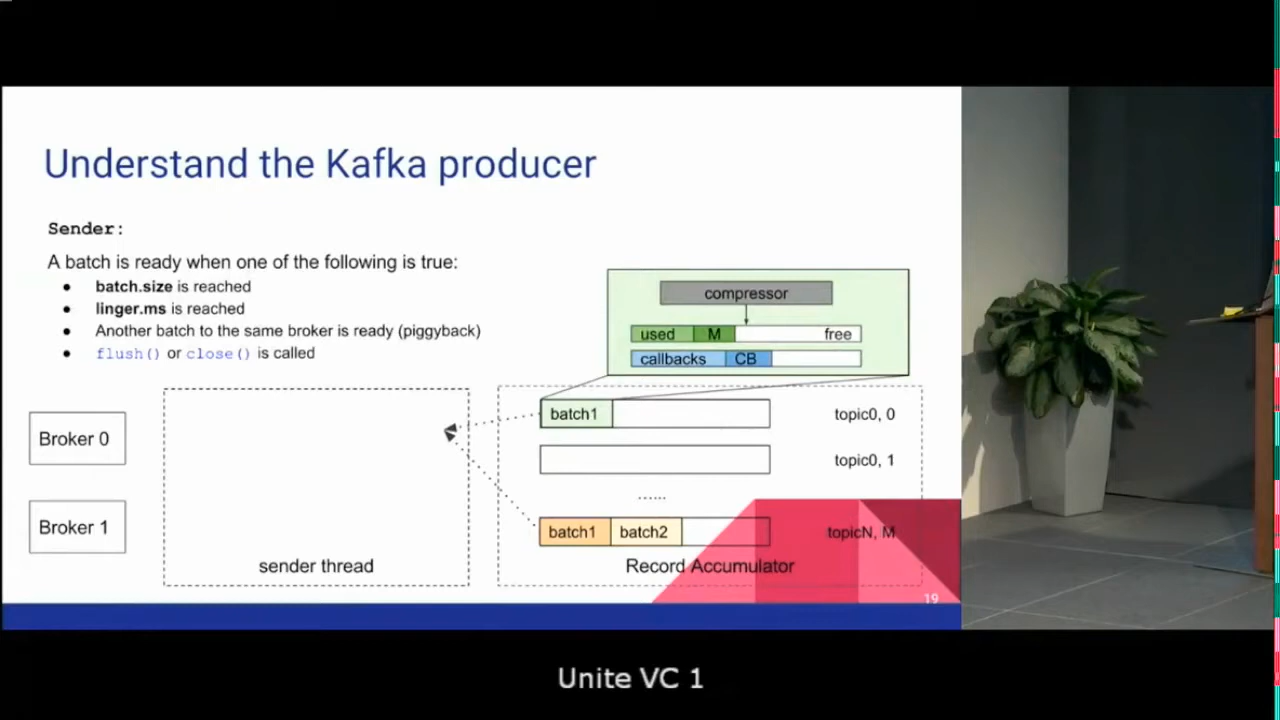 Understand the Kafka producer
Sender:
A batch is ready when one of the following is true:
● batch.size is reached
● linger.ms is reached
● Another batch to the same broker is ready (piggyback)
● flush() or close() is called
compressor
used M free
callbacks CB
Broker 0
batch1 topic0, 0
topic0, 1
......
Broker 1
batch1 batch2 topicN, M
sender thread
Record Accumulator
19
Unite VC 1